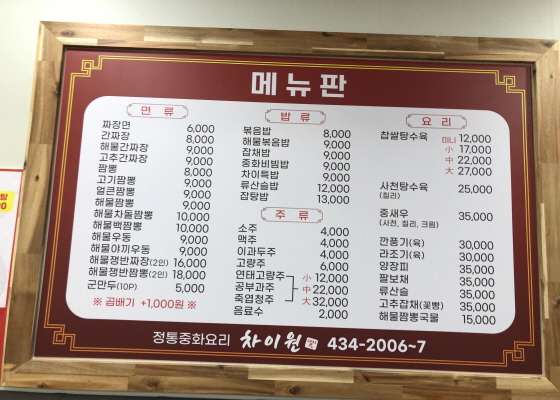 메뉴판
면 류
짜장면 6,000
간짜장 8,000
해물간짜장 9,000
고추간짜장 9,000
짬뽕 8,000
고기짬뽕 9,000
얼큰짬뽕 9,000
해물짬뽕 9,000
해물차돌짬뽕 10,000
해물백짬뽕 10,000
해물우동 9,000
해물야끼우동 9,000
해물쟁반짜장(2인) 16,000
해물쟁반짬뽕(2인) 18,000
군만두(10P) 5,000
※ 곱배기 +1,000원 ※
밥 류
볶음밥 8,000
해물볶음밥 9,000
잡채밥 9,000
중화비빔밥 9,000
차이특밥 9,000
류산슬밥 12,000
잡탕밥 13,000
주 류
소주 4,000
맥주 4,000
이과두주 4,000
고량주 6,000
연태고량주 小 12,000
공부과주 中 22,000
죽엽청주 大 32,000
음료수 2,000
요 리
찹쌀탕수육 미니 12,000
小 17,000
中 22,000
大 27,000
사천탕수육 25,000
(칠리)
중새우 35,000
(사천, 칠리, 크림)
깐풍기(육) 30,000
라조기(육) 30,000
양장피 35,000
팔보채 35,000
류산슬 35,000
고추잡채(꽃빵) 35,000
해물짬뽕국물 15,000
정통중화요리 차이원 434-2006~7